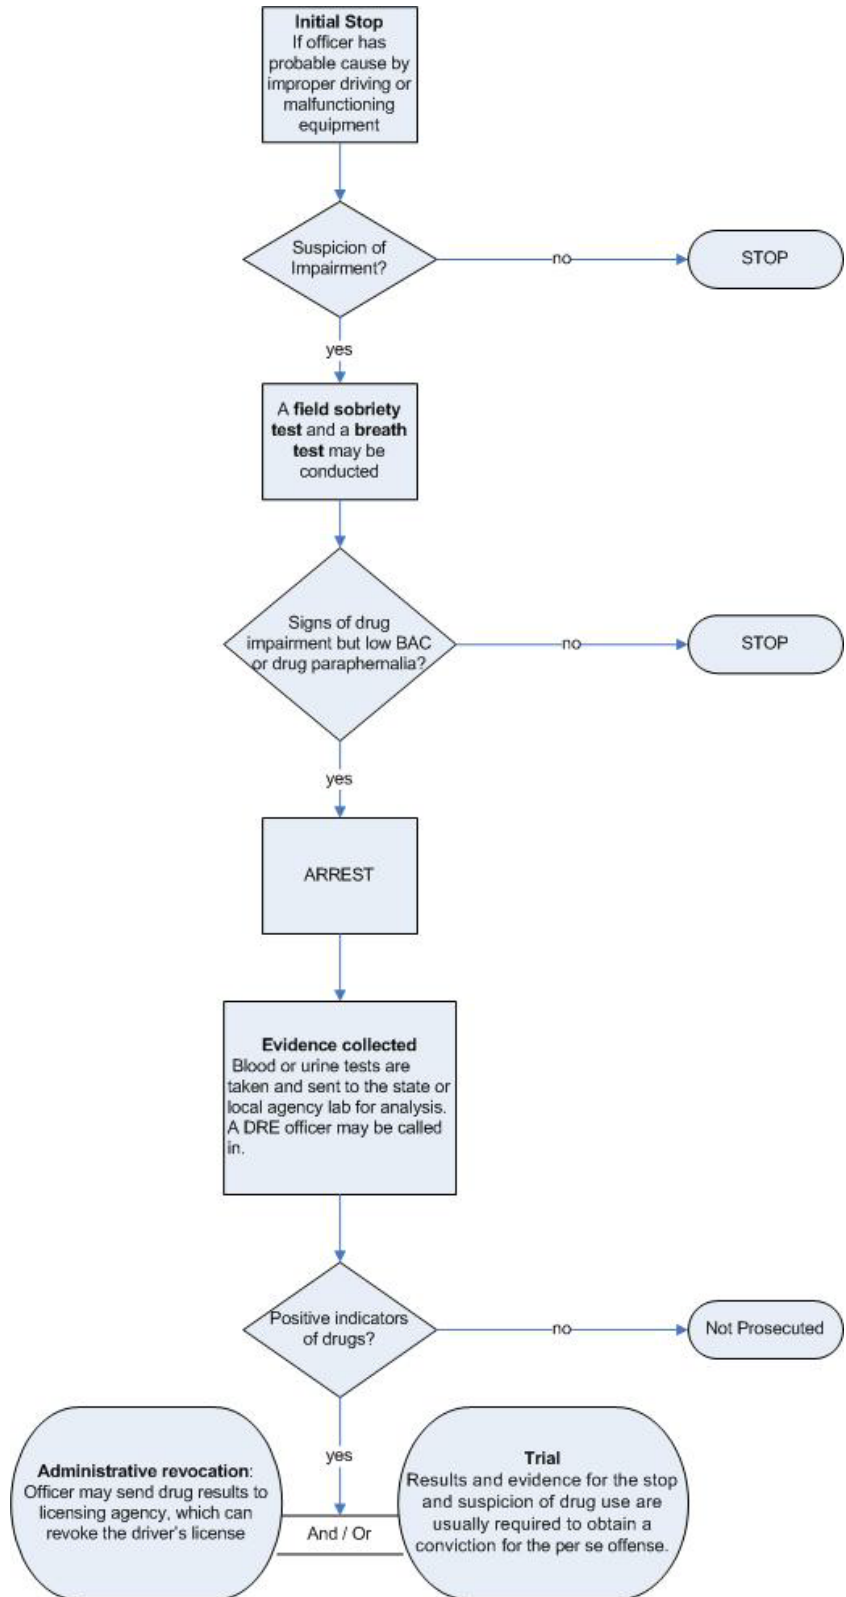 Initial Stop
If officer has
probable cause by
improper driving or
malfunctioning
equipment
Suspicion of
Impairment?
no
STOP
yes
A field sobriety
test and a breath
test may be
conducted
Signs of drug
impairment but low BAC
or drug paraphernalia?
no
STOP
yes
ARREST
Evidence collected
Blood or urine tests are
taken and sent to the state or
local agency lab for analysis.
A DRE officer may be called
in.
Positive indicators
of drugs?
no
Not Prosecuted
yes
Administrative revocation:
Officer may send drug results to
licensing agency, which can
revoke the driver's license
And / Or
Trial
Results and evidence for the stop
and suspicion of drug use are
usually required to obtain a
conviction for the per se offense.